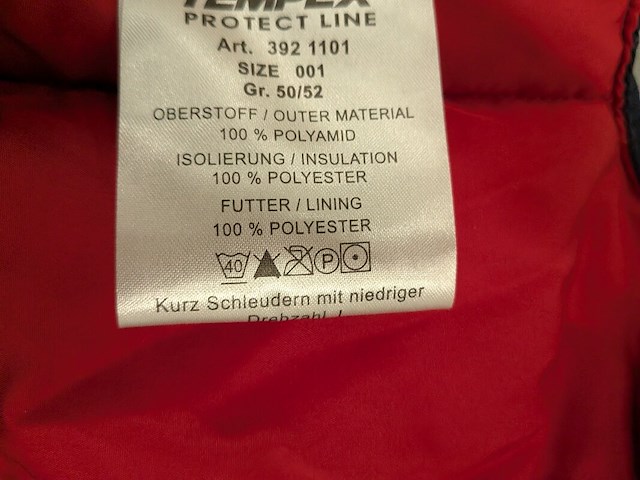 TEMPEX
PROTECT LINE
Art. 392 1101
SIZE 001
Gr. 50/52
OBERSTOFF / OUTER MATERIAL
100 % POLYAMID
ISOLIERUNG / INSULATION
100 % POLYESTER
FUTTER / LINING
100 % POLYESTER
40 P
Kurz Schleudern mit niedriger
Drehzahl